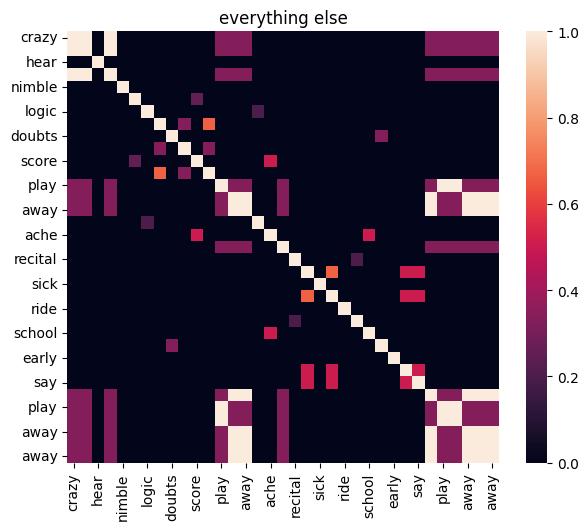 everything else
crazy
hear
nimble
logic
doubts
score
play
away
ache
recital
sick
ride
school
early
say
play
away
away
1.0
0.8
0.6
0.4
0.2
0.0
crazy
hear
nimble
logic
doubts
score
play
away
ache
recital
sick
ride
school
early
say
play
away
away